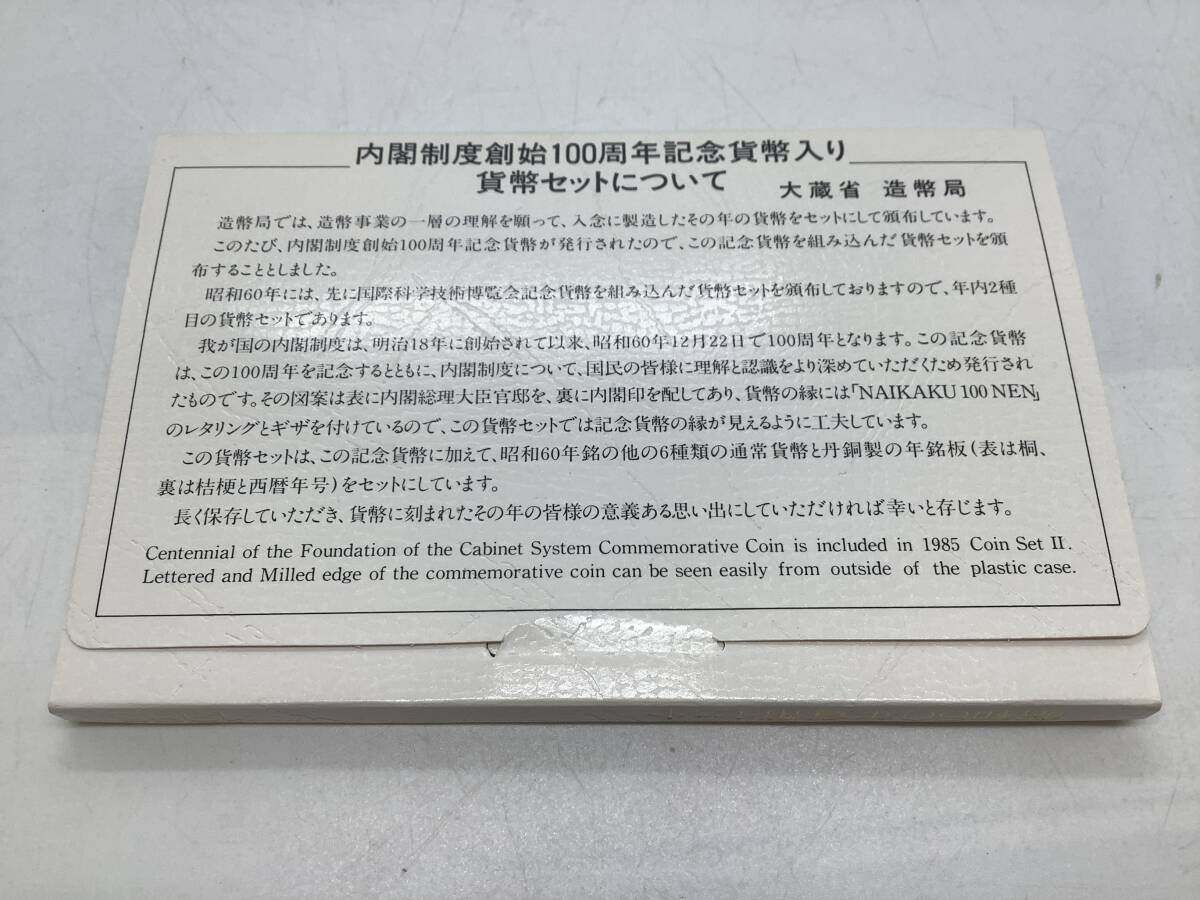 内閣制度創始100周年記念貨幣入り
貨幣セットについて 大蔵省 造幣局
造幣局では、造幣事業の一層の理解を願って、入念に製造したその年の貨幣をセットにして頒布しています。
このたび、内閣制度創始100周年記念貨幣が発行されたので、この記念貨幣を組み込んだ貨幣セットを頒
布することとしました。
昭和60年には、先に国際科学技術博覧会記念貨幣を組み込んだ貨幣セットを頒布しておりますので、年内2種
目の貨幣セットであります。
我が国の内閣制度は、明治18年に創始されて以来、昭和60年12月22日で100周年となります。この記念貨幣
は、この100周年を記念するとともに、内閣制度について、国民の皆様に理解と認識をより深めていただくため発行され
たものです。その図案は表に内閣総理大臣官邸を、裏に内閣印を配してあり、貨幣の縁には「NAIKAKU 100 NEN」
のレタリングとギザを付けているので、この貨幣セットでは記念貨幣の縁が見えるように工夫しています。
この貨幣セットは、この記念貨幣に加えて、昭和60年銘の他の6種類の通常貨幣と丹銅製の年銘板(表は桐、
裏は桔梗と西暦年号)をセットにしています。
長く保存していただき、貨幣に刻まれたその年の皆様の意義ある思い出にしていただければ幸いと存じます。
Centennial of the Foundation of the Cabinet System Commemorative Coin is included in 1985 Coin Set II.
Lettered and Milled edge of the commemorative coin can be seen easily from outside of the plastic case.